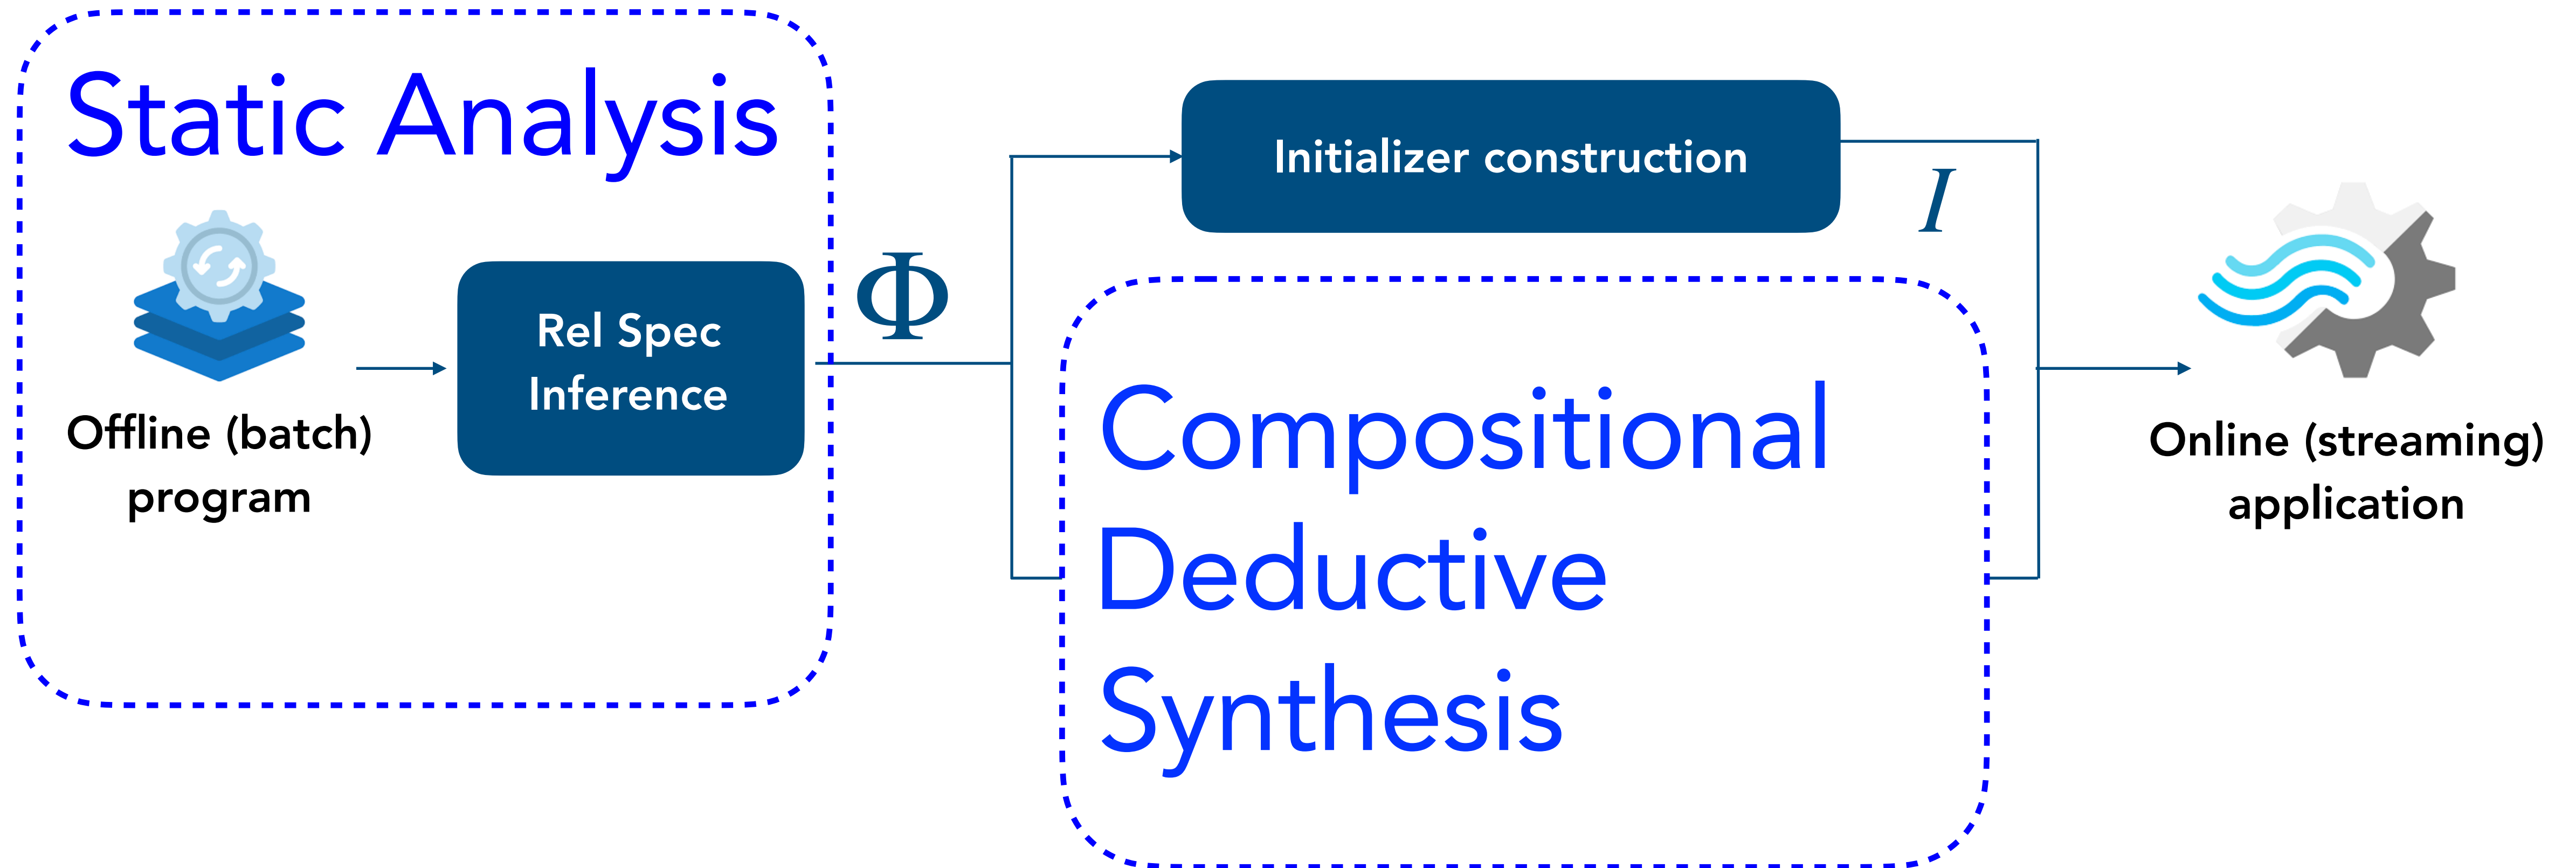 Static Analysis
Offline (batch)
program
Rel Spec
Inference
Φ
Initializer construction
I
Compositional
Deductive
Synthesis
Online (streaming)
application